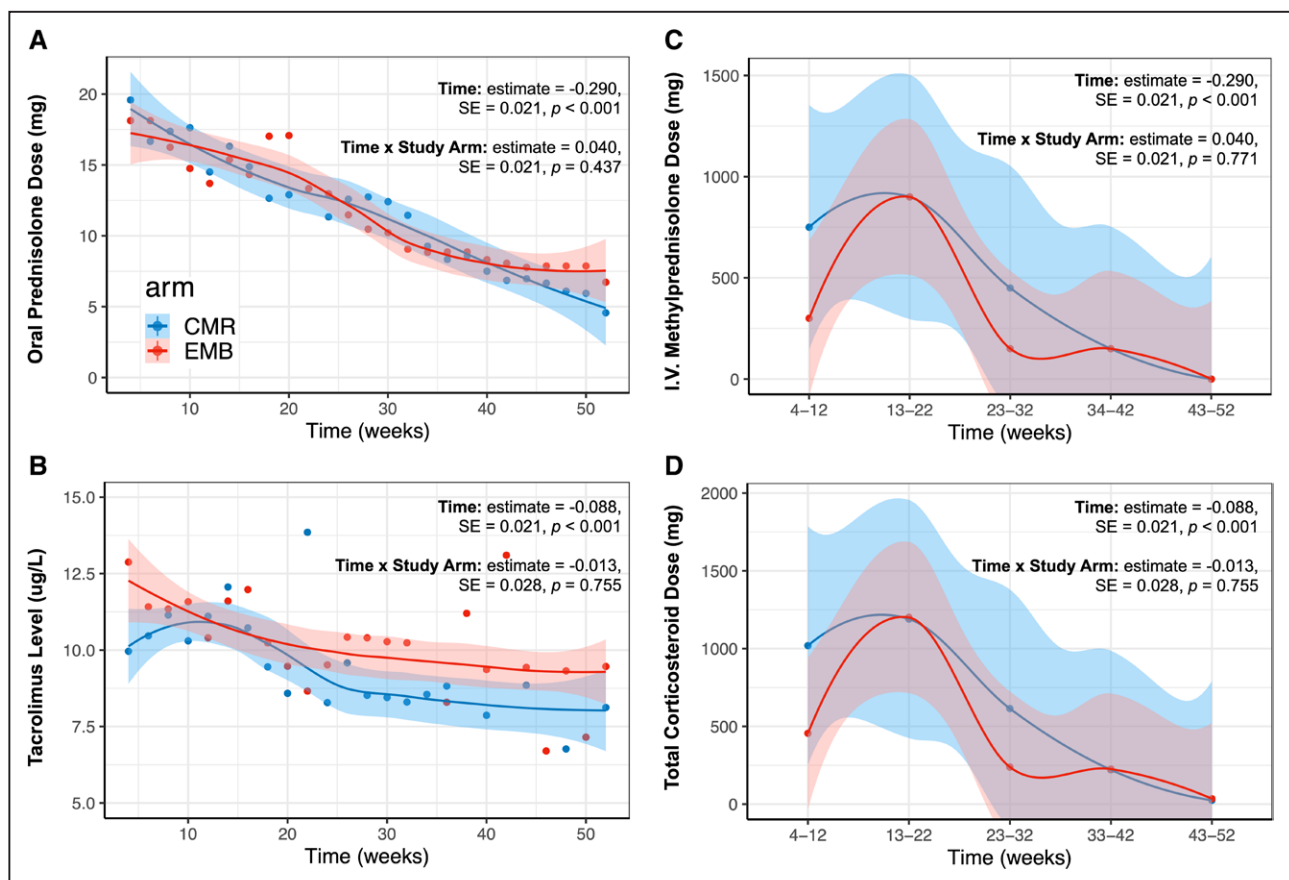 A
Oral Prednisolone Dose (mg)
20
15
10
5
0
Time: estimate = -0.290,
SE = 0.021, p < 0.001
Time x Study Arm: estimate = 0.040,
SE = 0.021, p = 0.437
arm
CMR
EMB
10
20
30
40
50
Time (weeks)
B
Tacrolimus Level (ug/L)
15.0
12.5
10.0
7.5
5.0
Time: estimate = -0.088,
SE = 0.021, p < 0.001
Time x Study Arm: estimate = -0.013,
SE = 0.028, p = 0.755
10
20
30
40
50
Time (weeks)
C
I.V. Methylprednisolone Dose (mg)
1500
1000
500
0
Time: estimate = -0.290,
SE = 0.021, p < 0.001
Time x Study Arm: estimate = 0.040,
SE = 0.021, p = 0.771
4–12
13–22
23–32
34–42
43–52
Time (weeks)
D
Total Corticosteroid Dose (mg)
2000
1500
1000
500
0
Time: estimate = -0.088,
SE = 0.021, p < 0.001
Time x Study Arm: estimate = -0.013,
SE = 0.028, p = 0.755
4–12
13–22
23–32
33–42
43–52
Time (weeks)